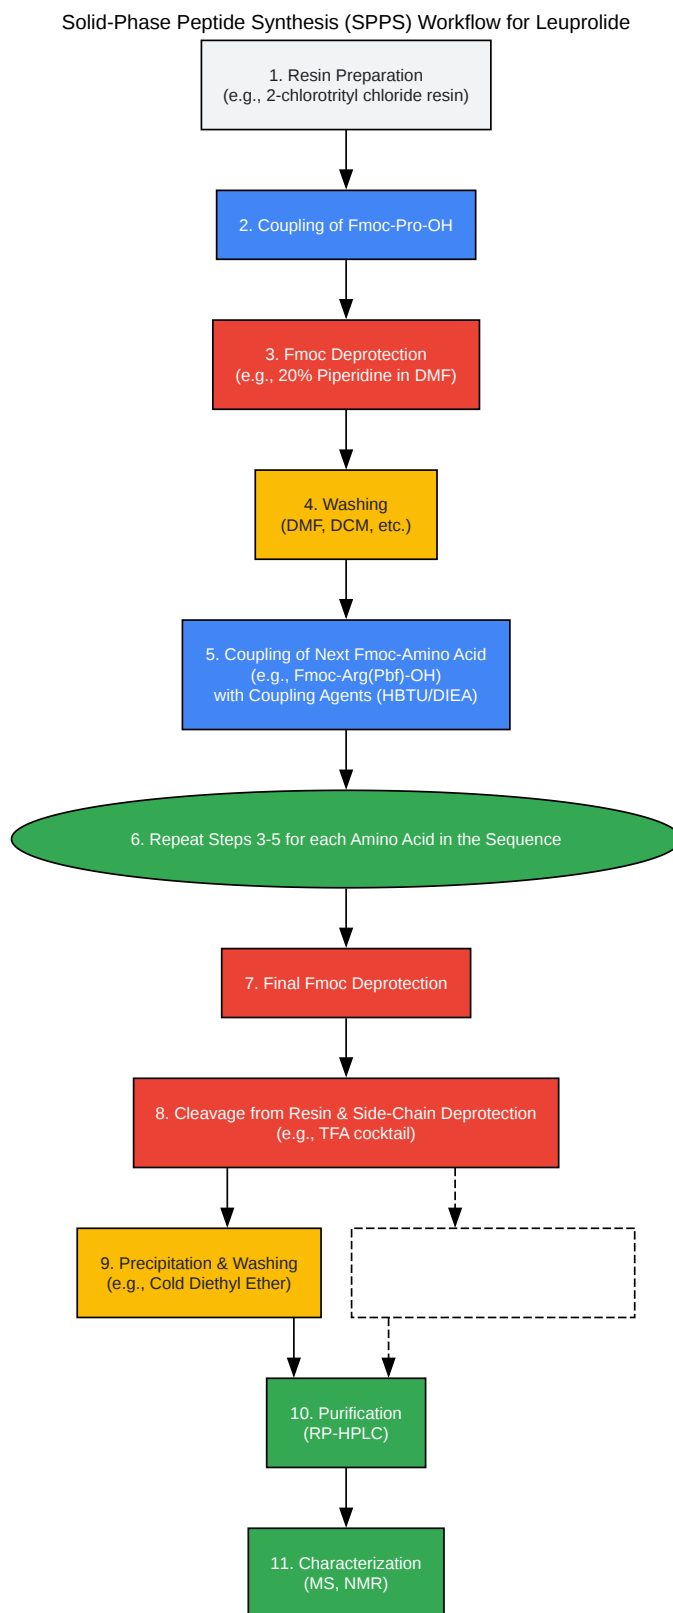 Solid-Phase Peptide Synthesis (SPPS) Workflow for Leuprolide
1. Resin Preparation
(e.g., 2-chlorotrityl chloride resin)
2. Coupling of Fmoc-Pro-OH
3. Fmoc Deprotection
(e.g., 20% Piperidine in DMF)
4. Washing
(DMF, DCM, etc.)
5. Coupling of Next Fmoc-Amino Acid
(e.g., Fmoc-Arg(Pbf)-OH)
with Coupling Agents (HBTU/DIEA)
6. Repeat Steps 3-5 for each Amino Acid in the Sequence
7. Final Fmoc Deprotection
8. Cleavage from Resin & Side-Chain Deprotection
(e.g., TFA cocktail)
9. Precipitation & Washing
(e.g., Cold Diethyl Ether)
10. Purification
(RP-HPLC)
11. Characterization
(MS, NMR)